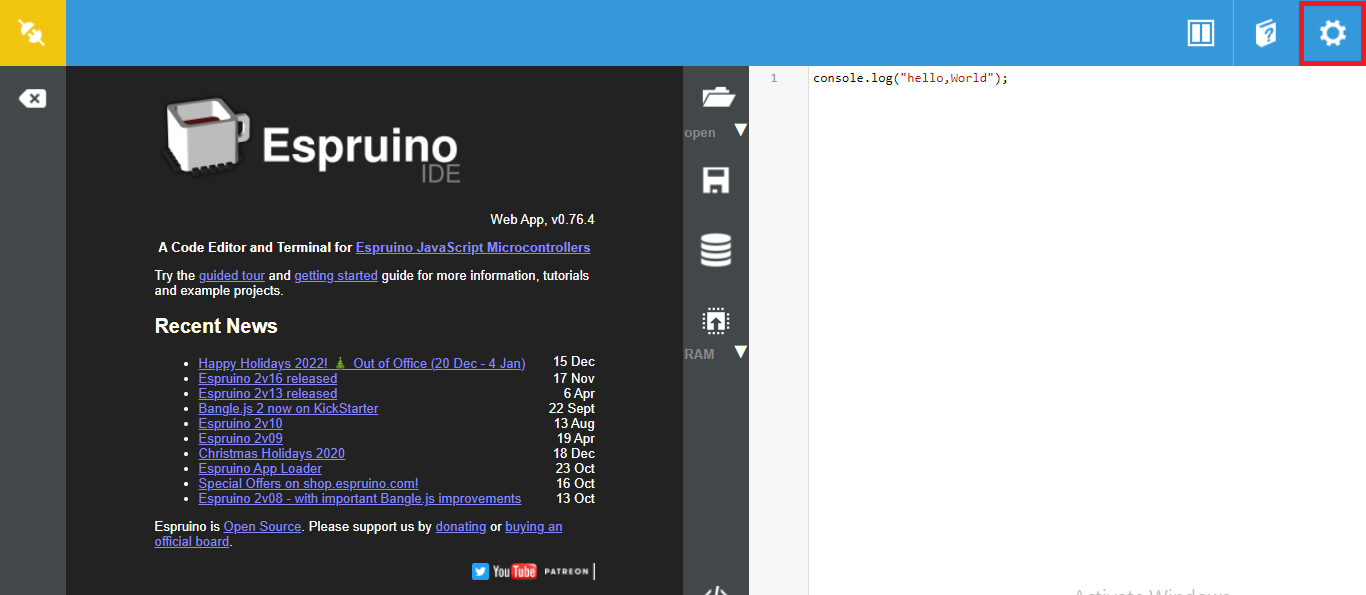 Espruino
IDE
Web App, v0.76.4
A Code Editor and Terminal for Espruino JavaScript Microcontrollers
Try the guided tour and getting started guide for more information, tutorials
and example projects.
Recent News
Happy Holidays 2022! 🎄 Out of Office (20 Dec - 4 Jan) 15 Dec
Espruino 2v16 released 17 Nov
Espruino 2v13 released 6 Apr
Bangle.js 2 now on KickStarter 22 Sept
Espruino 2v10 13 Aug
Espruino 2v09 19 Apr
Christmas Holidays 2020 18 Dec
Espruino App Loader 23 Oct
Special Offers on shop.espruino.com! 16 Oct
Espruino 2v08 - with important Bangle.js improvements 13 Oct
Espruino is Open Source. Please support us by donating or buying an
official board.
YouTube PATREON
open
RAM
1 console.log("hello,World");
Activate Windows